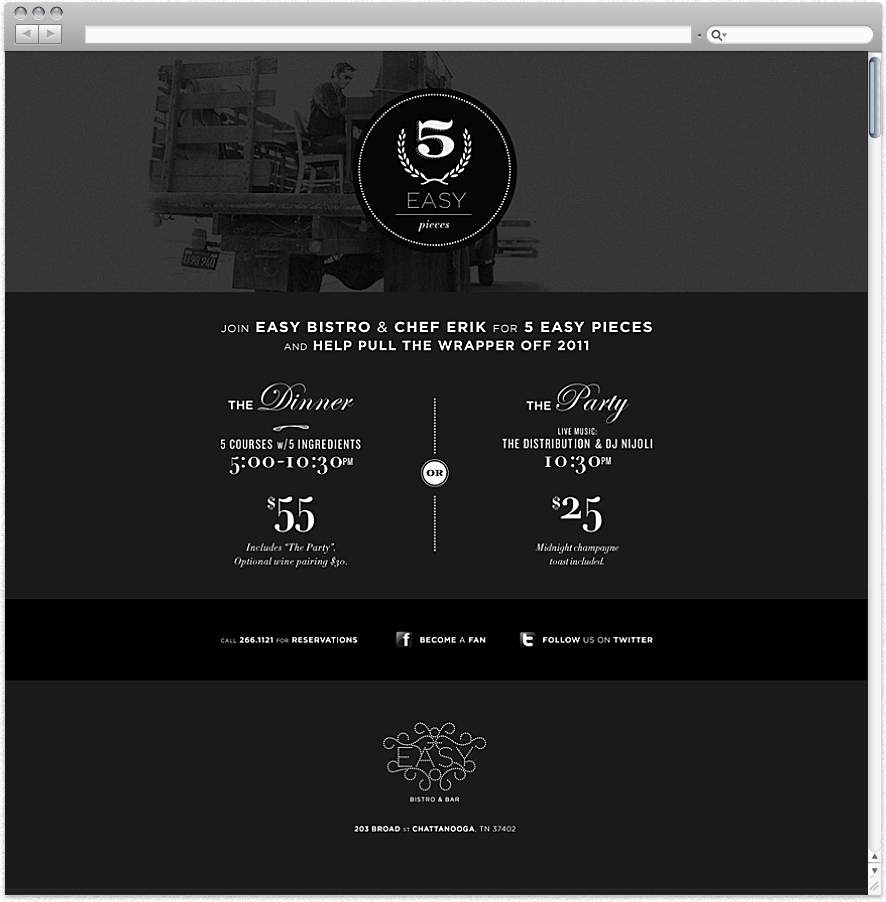 5
EASY
pieces
JOIN EASY BISTRO & CHEF ERIK FOR 5 EASY PIECES
AND HELP PULL THE WRAPPER OFF 2011
THE Dinner
5 COURSES w/5 INGREDIENTS
5:00-10:30PM
$55
Includes "The Party".
Optional wine pairing $30.
OR
THE Party
LIVE MUSIC:
THE DISTRIBUTION & DJ NIJOLI
10:30PM
$25
Midnight champagne
toast included.
CALL 266.1121 FOR RESERVATIONS
f BECOME A FAN
t FOLLOW US ON TWITTER
EASY
BISTRO & BAR
203 BROAD ST CHATTANOOGA, TN 37402